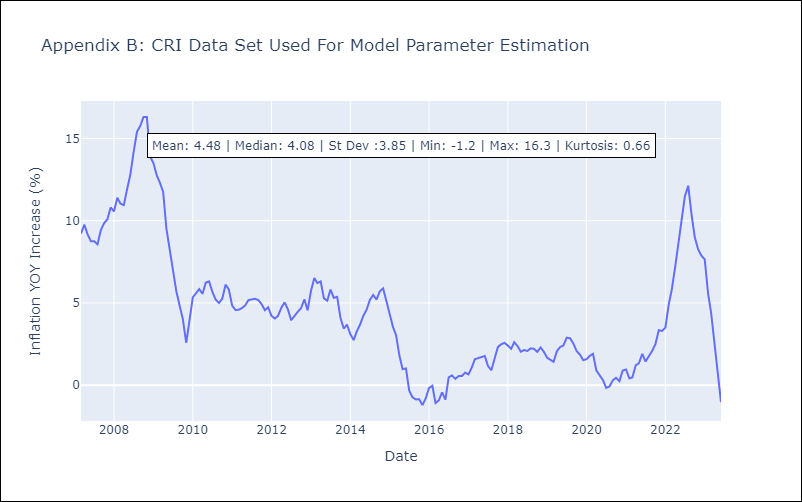 Appendix B: CRI Data Set Used For Model Parameter Estimation
Mean: 4.48 | Median: 4.08 | St Dev :3.85 | Min: -1.2 | Max: 16.3 | Kurtosis: 0.66
Inflation YOY Increase (%)
15
10
5
0
2008 2010 2012 2014 2016 2018 2020 2022
Date